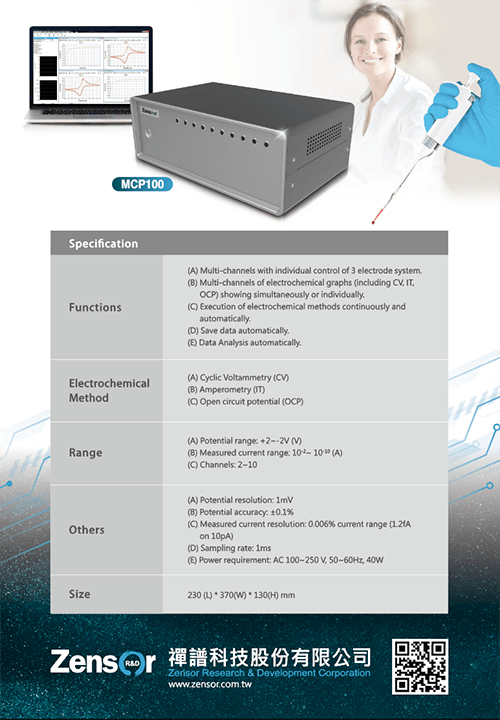 Zensor
MCP100
Specification
Functions
(A) Multi-channels with individual control of 3 electrode system.
(B) Multi-channels of electrochemical graphs (including CV, IT,
OCP) showing simultaneously or individually.
(C) Execution of electrochemical methods continuously and
automatically.
(D) Save data automatically.
(E) Data Analysis automatically.
Electrochemical
Method
(A) Cyclic Voltammetry (CV)
(B) Amperometry (IT)
(C) Open circuit potential (OCP)
Range
(A) Potential range: +2~-2V (V)
(B) Measured current range: 10⁻²~ 10⁻¹⁰ (A)
(C) Channels: 2~10
Others
(A) Potential resolution: 1mV
(B) Potential accuracy: ±0.1%
(C) Measured current resolution: 0.006% current range (1.2fA
on 10pA)
(D) Sampling rate: 1ms
(E) Power requirement: AC 100~250 V, 50~60Hz, 40W
Size
230 (L) * 370(W) * 130(H) mm
Zensor R&D
禪譜科技股份有限公司
Zensor Research & Development Corporation
www.zensor.com.tw